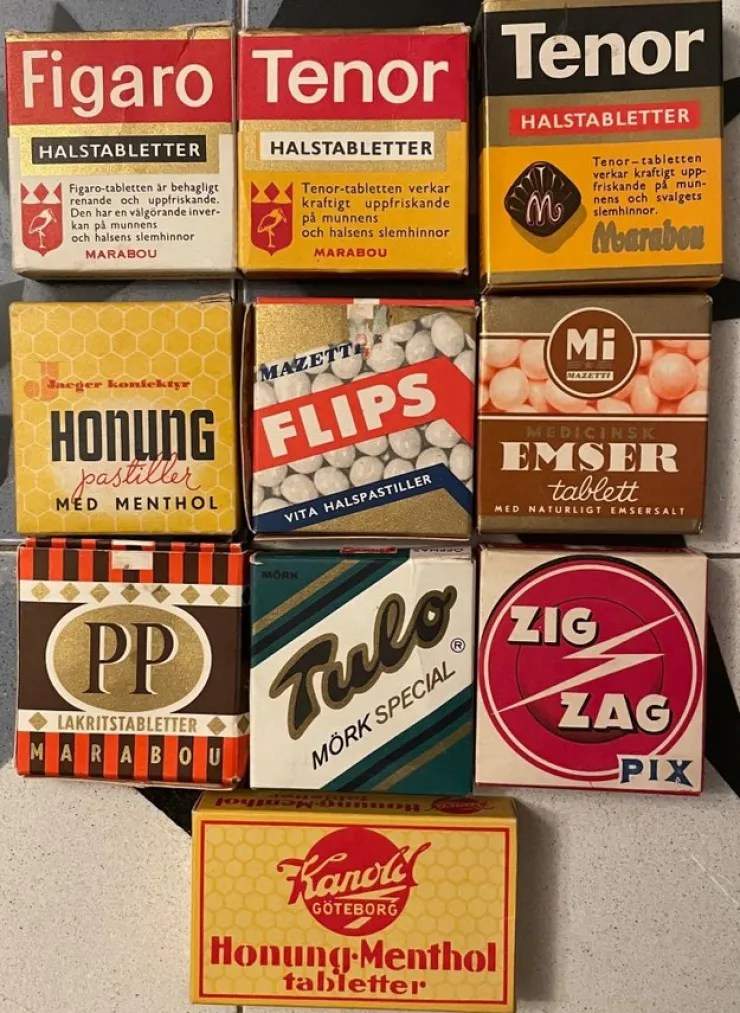 Figaro
HALSTABLETTER
Figaro-tabletten är behagligt
renande och uppfriskande.
Den har en välgörande inver-
kan på munnens
och halsens slemhinnor
MARABOU
Tenor
HALSTABLETTER
Tenor-tabletten verkar
kraftigt uppfriskande
på munnens
och halsens slemhinnor
MARABOU
Tenor
HALSTABLETTER
Tenor-tabletten
verkar kraftigt upp-
friskande på mun-
nens och svalgets
slemhinnor.
M
Marabou
Jaeger konfektyr
HONUNG
pastiller
MED MENTHOL
MAZETTI
FLIPS
VITA HALSPASTILLER
Mi
MAZETTI
MEDICINSK
EMSER
tablett
MED NATURLIGT EMSERSALT
PP
LAKRITSTABLETTER
MARABOU
MÖRK
Tulo®
MÖRK SPECIAL
ZIG
ZAG
PIX
Honung-Menthol
tabletter
Kanold
GÖTEBORG
Honung-Menthol
tabletter